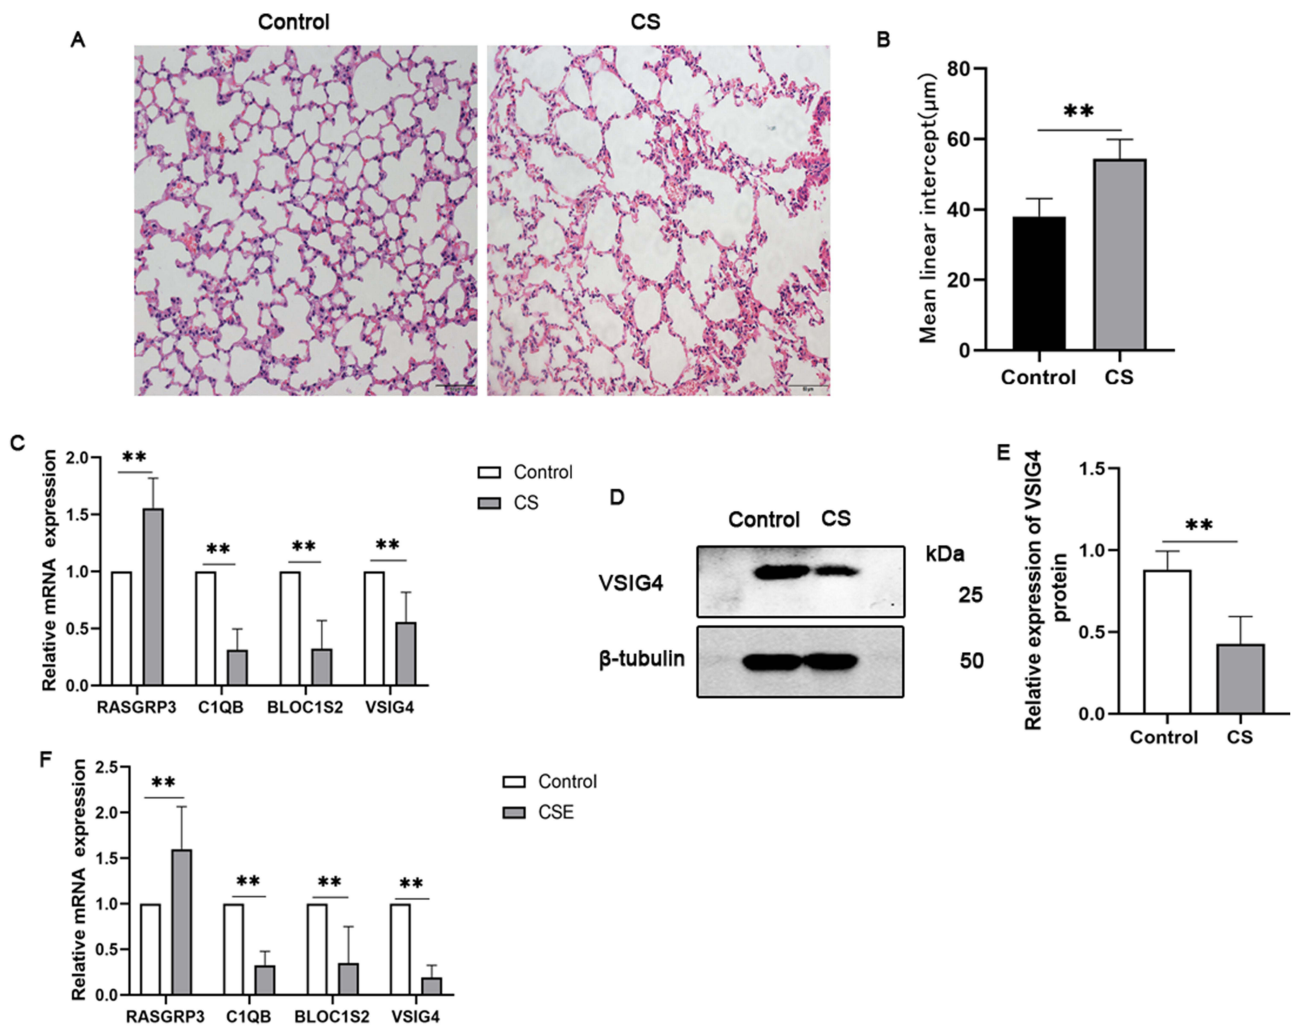 Control CS
A
B
80
60
40
20
0
Mean linear intercept(μm)
**
Control CS
C
Relative mRNA expression
2.0
1.5
1.0
0.5
0.0
** ** ** **
RASGRP3 C1QB BLOC1S2 VSIG4
Control
CS
D
Control CS
kDa
VSIG4
25
β-tubulin
50
E
Relative expression of VSIG4
protein
1.5
1.0
0.5
0.0
**
Control CS
F
Relative mRNA expression
2.5
2.0
1.5
1.0
0.5
0.0
** ** ** **
RASGRP3 C1QB BLOC1S2 VSIG4
Control
CSE